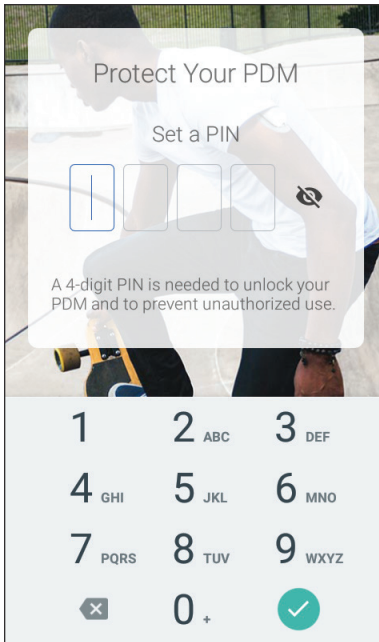 Protect Your PDM
Set a PIN
A 4-digit PIN is needed to unlock your
PDM and to prevent unauthorized use.
1 2 ABC 3 DEF
4 GHI 5 JKL 6 MNO
7 PQRS 8 TUV 9 WXYZ
0 +